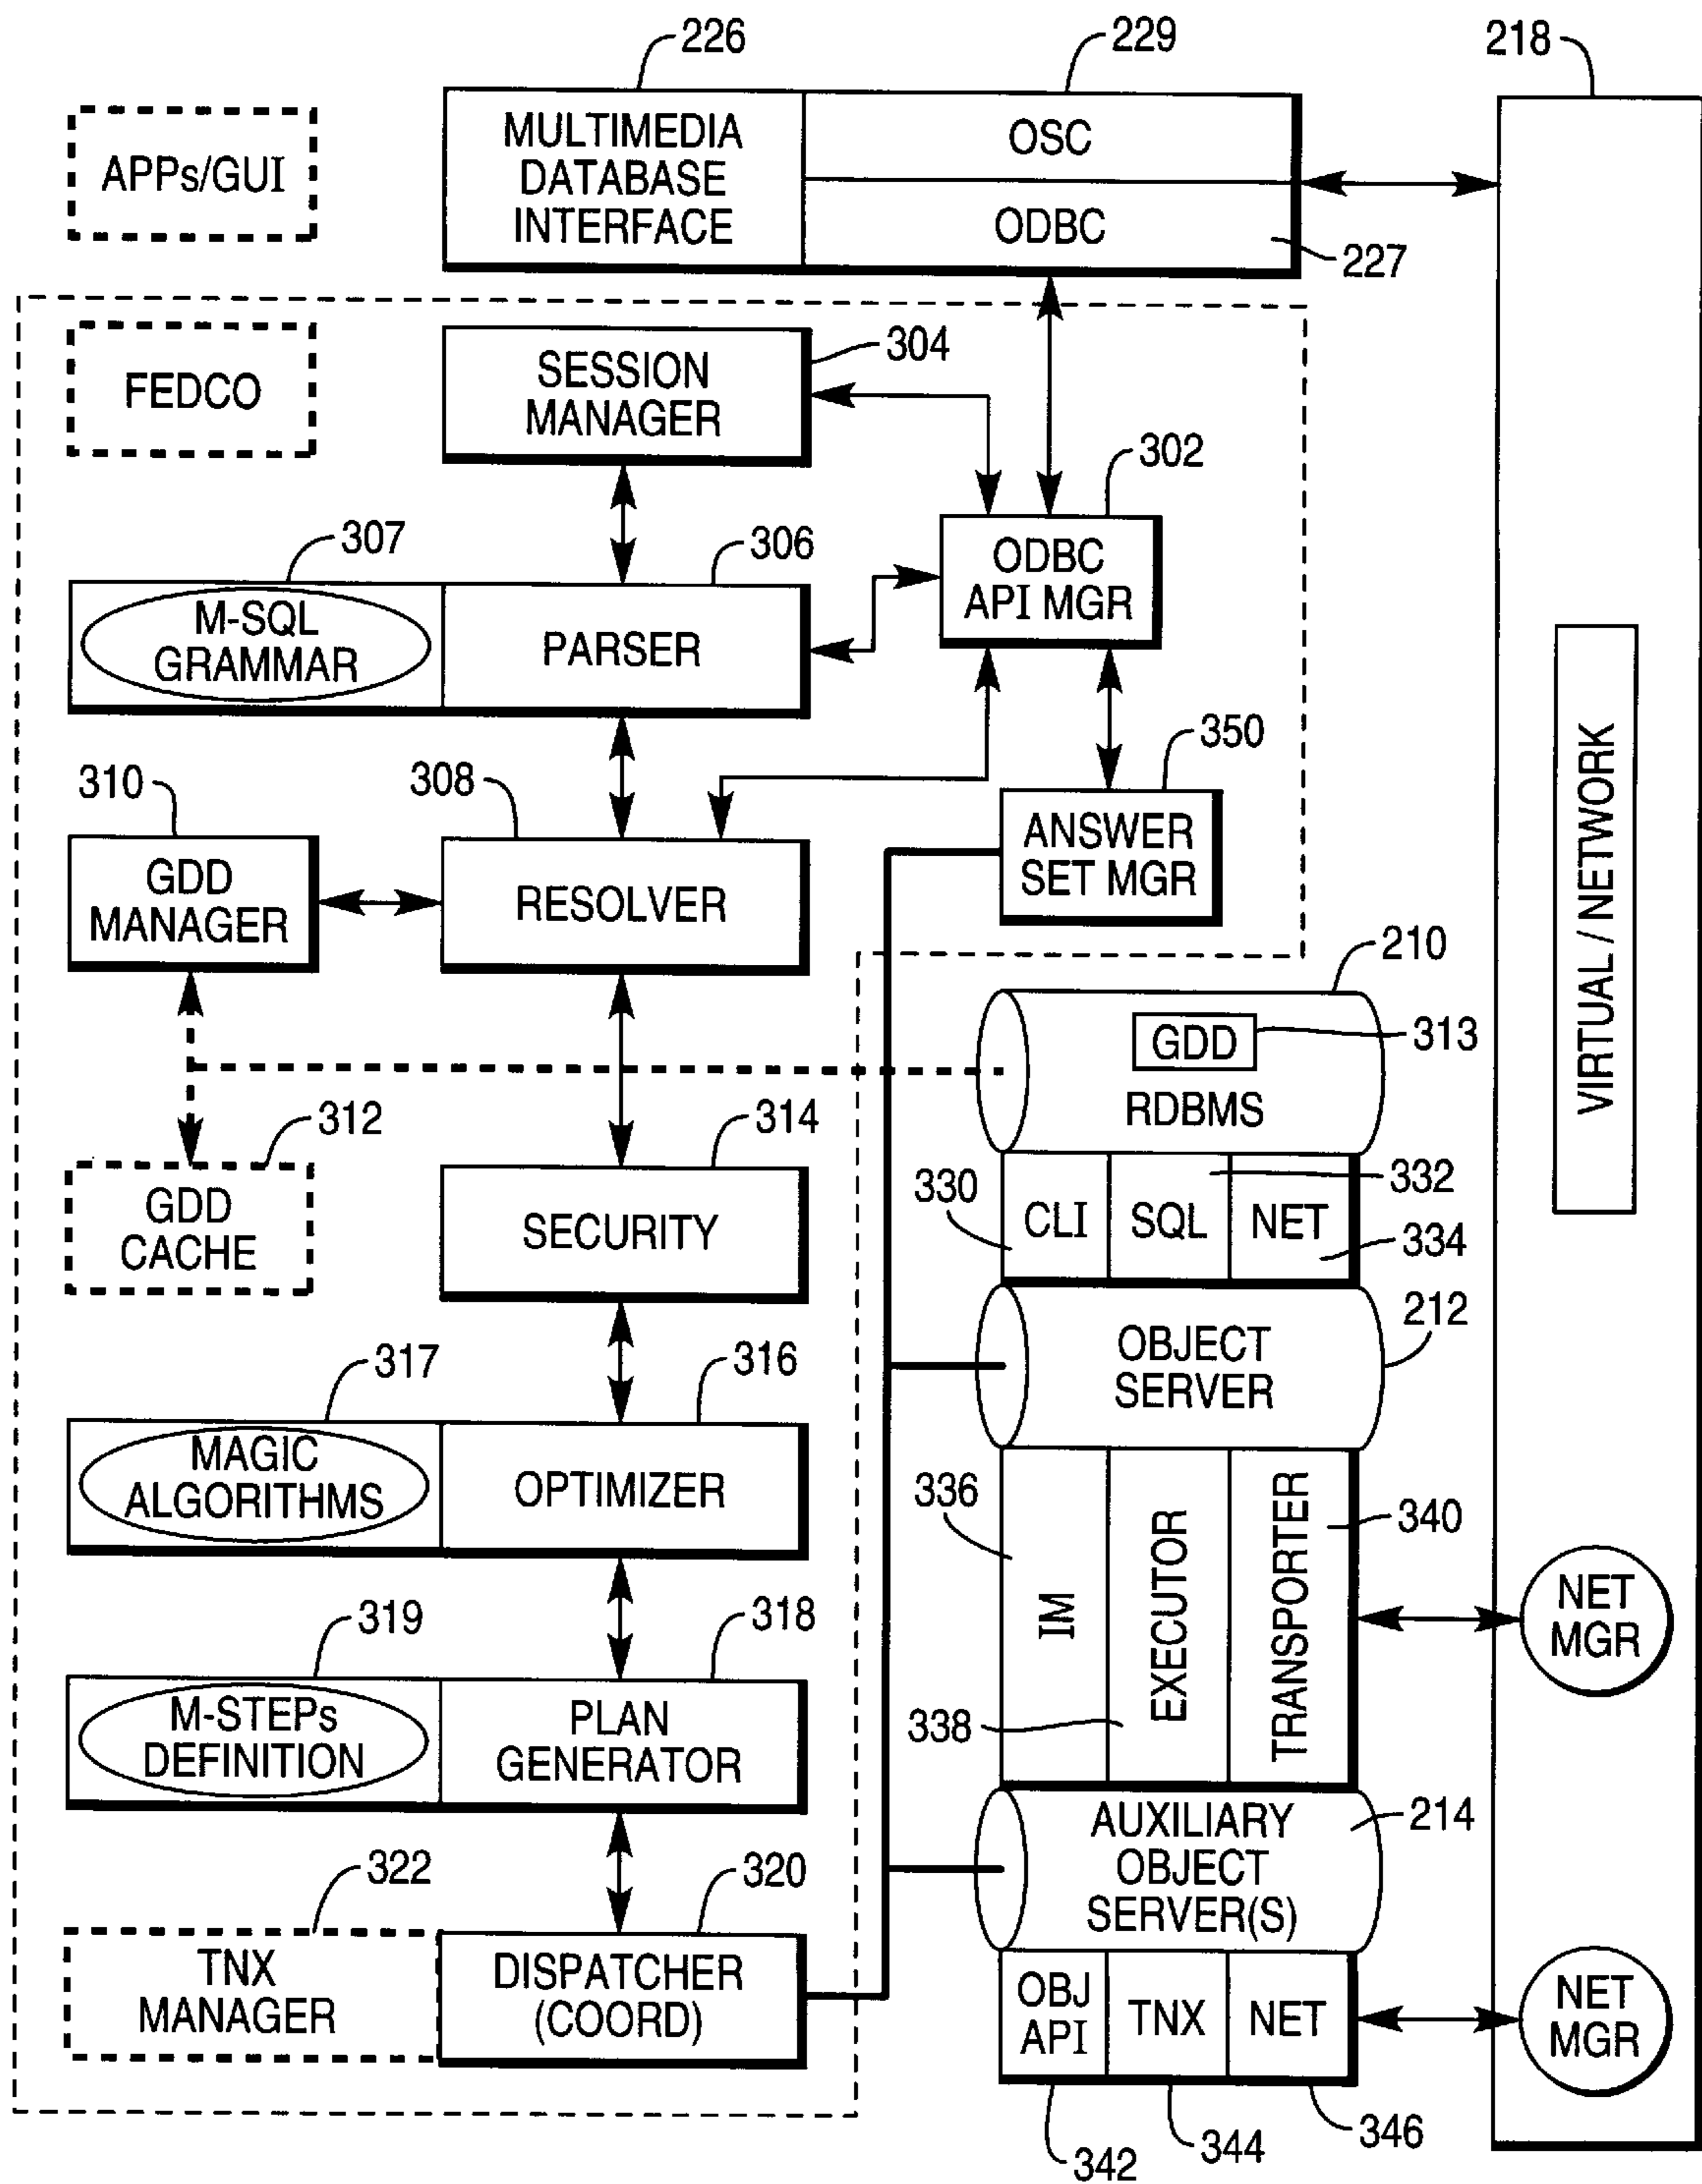 226
229
218
APPs/GUI
MULTIMEDIA
DATABASE
INTERFACE
OSC
ODBC
227
FEDCO
SESSION
MANAGER
304
302
ODBC
API MGR
307
306
M-SQL
GRAMMAR
PARSER
350
ANSWER
SET MGR
310
308
GDD
MANAGER
RESOLVER
VIRTUAL / NETWORK
210
GDD
313
RDBMS
312
314
GDD
CACHE
SECURITY
330
CLI
SQL
NET
332
334
212
OBJECT
SERVER
317
316
MAGIC
ALGORITHMS
OPTIMIZER
336
IM
EXECUTOR
TRANSPORTER
340
338
NET
MGR
319
318
M-STEPs
DEFINITION
PLAN
GENERATOR
AUXILIARY
OBJECT
SERVER(S)
214
322
320
TNX
MANAGER
DISPATCHER
(COORD)
OBJ
API
TNX
NET
NET
MGR
342
344
346